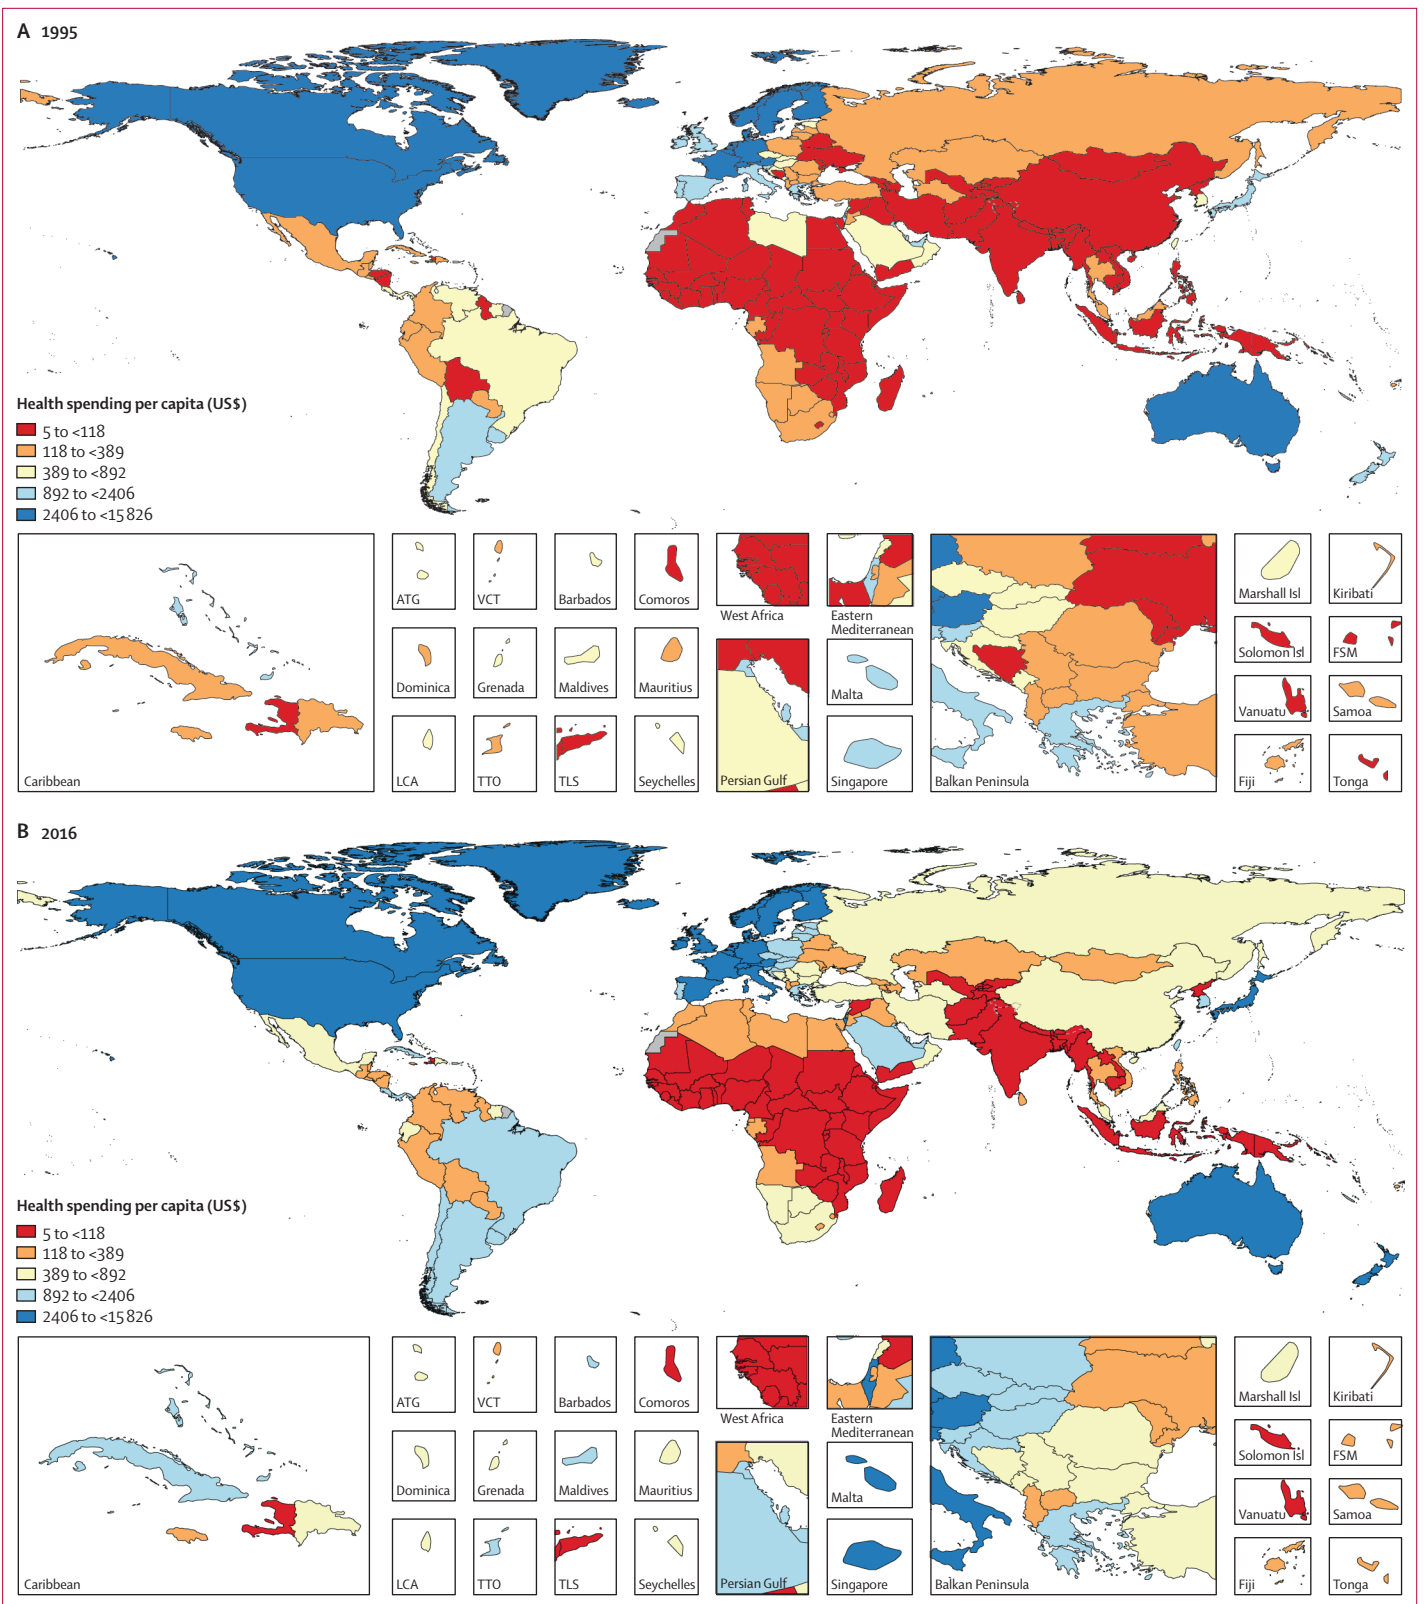 A 1995
Health spending per capita (US$)
5 to <118
118 to <389
389 to <892
892 to <2406
2406 to <15 826
Caribbean
ATG
VCT
Barbados
Comoros
Dominica
Grenada
Maldives
Mauritius
LCA
TTO
TLS
Seychelles
West Africa
Persian Gulf
Eastern
Mediterranean
Malta
Singapore
Balkan Peninsula
Marshall Isl
Kiribati
Solomon Isl
FSM
Vanuatu
Samoa
Fiji
Tonga
B 2016
Health spending per capita (US$)
5 to <118
118 to <389
389 to <892
892 to <2406
2406 to <15 826
Caribbean
ATG
VCT
Barbados
Comoros
Dominica
Grenada
Maldives
Mauritius
LCA
TTO
TLS
Seychelles
West Africa
Persian Gulf
Eastern
Mediterranean
Malta
Singapore
Balkan Peninsula
Marshall Isl
Kiribati
Solomon Isl
FSM
Vanuatu
Samoa
Fiji
Tonga